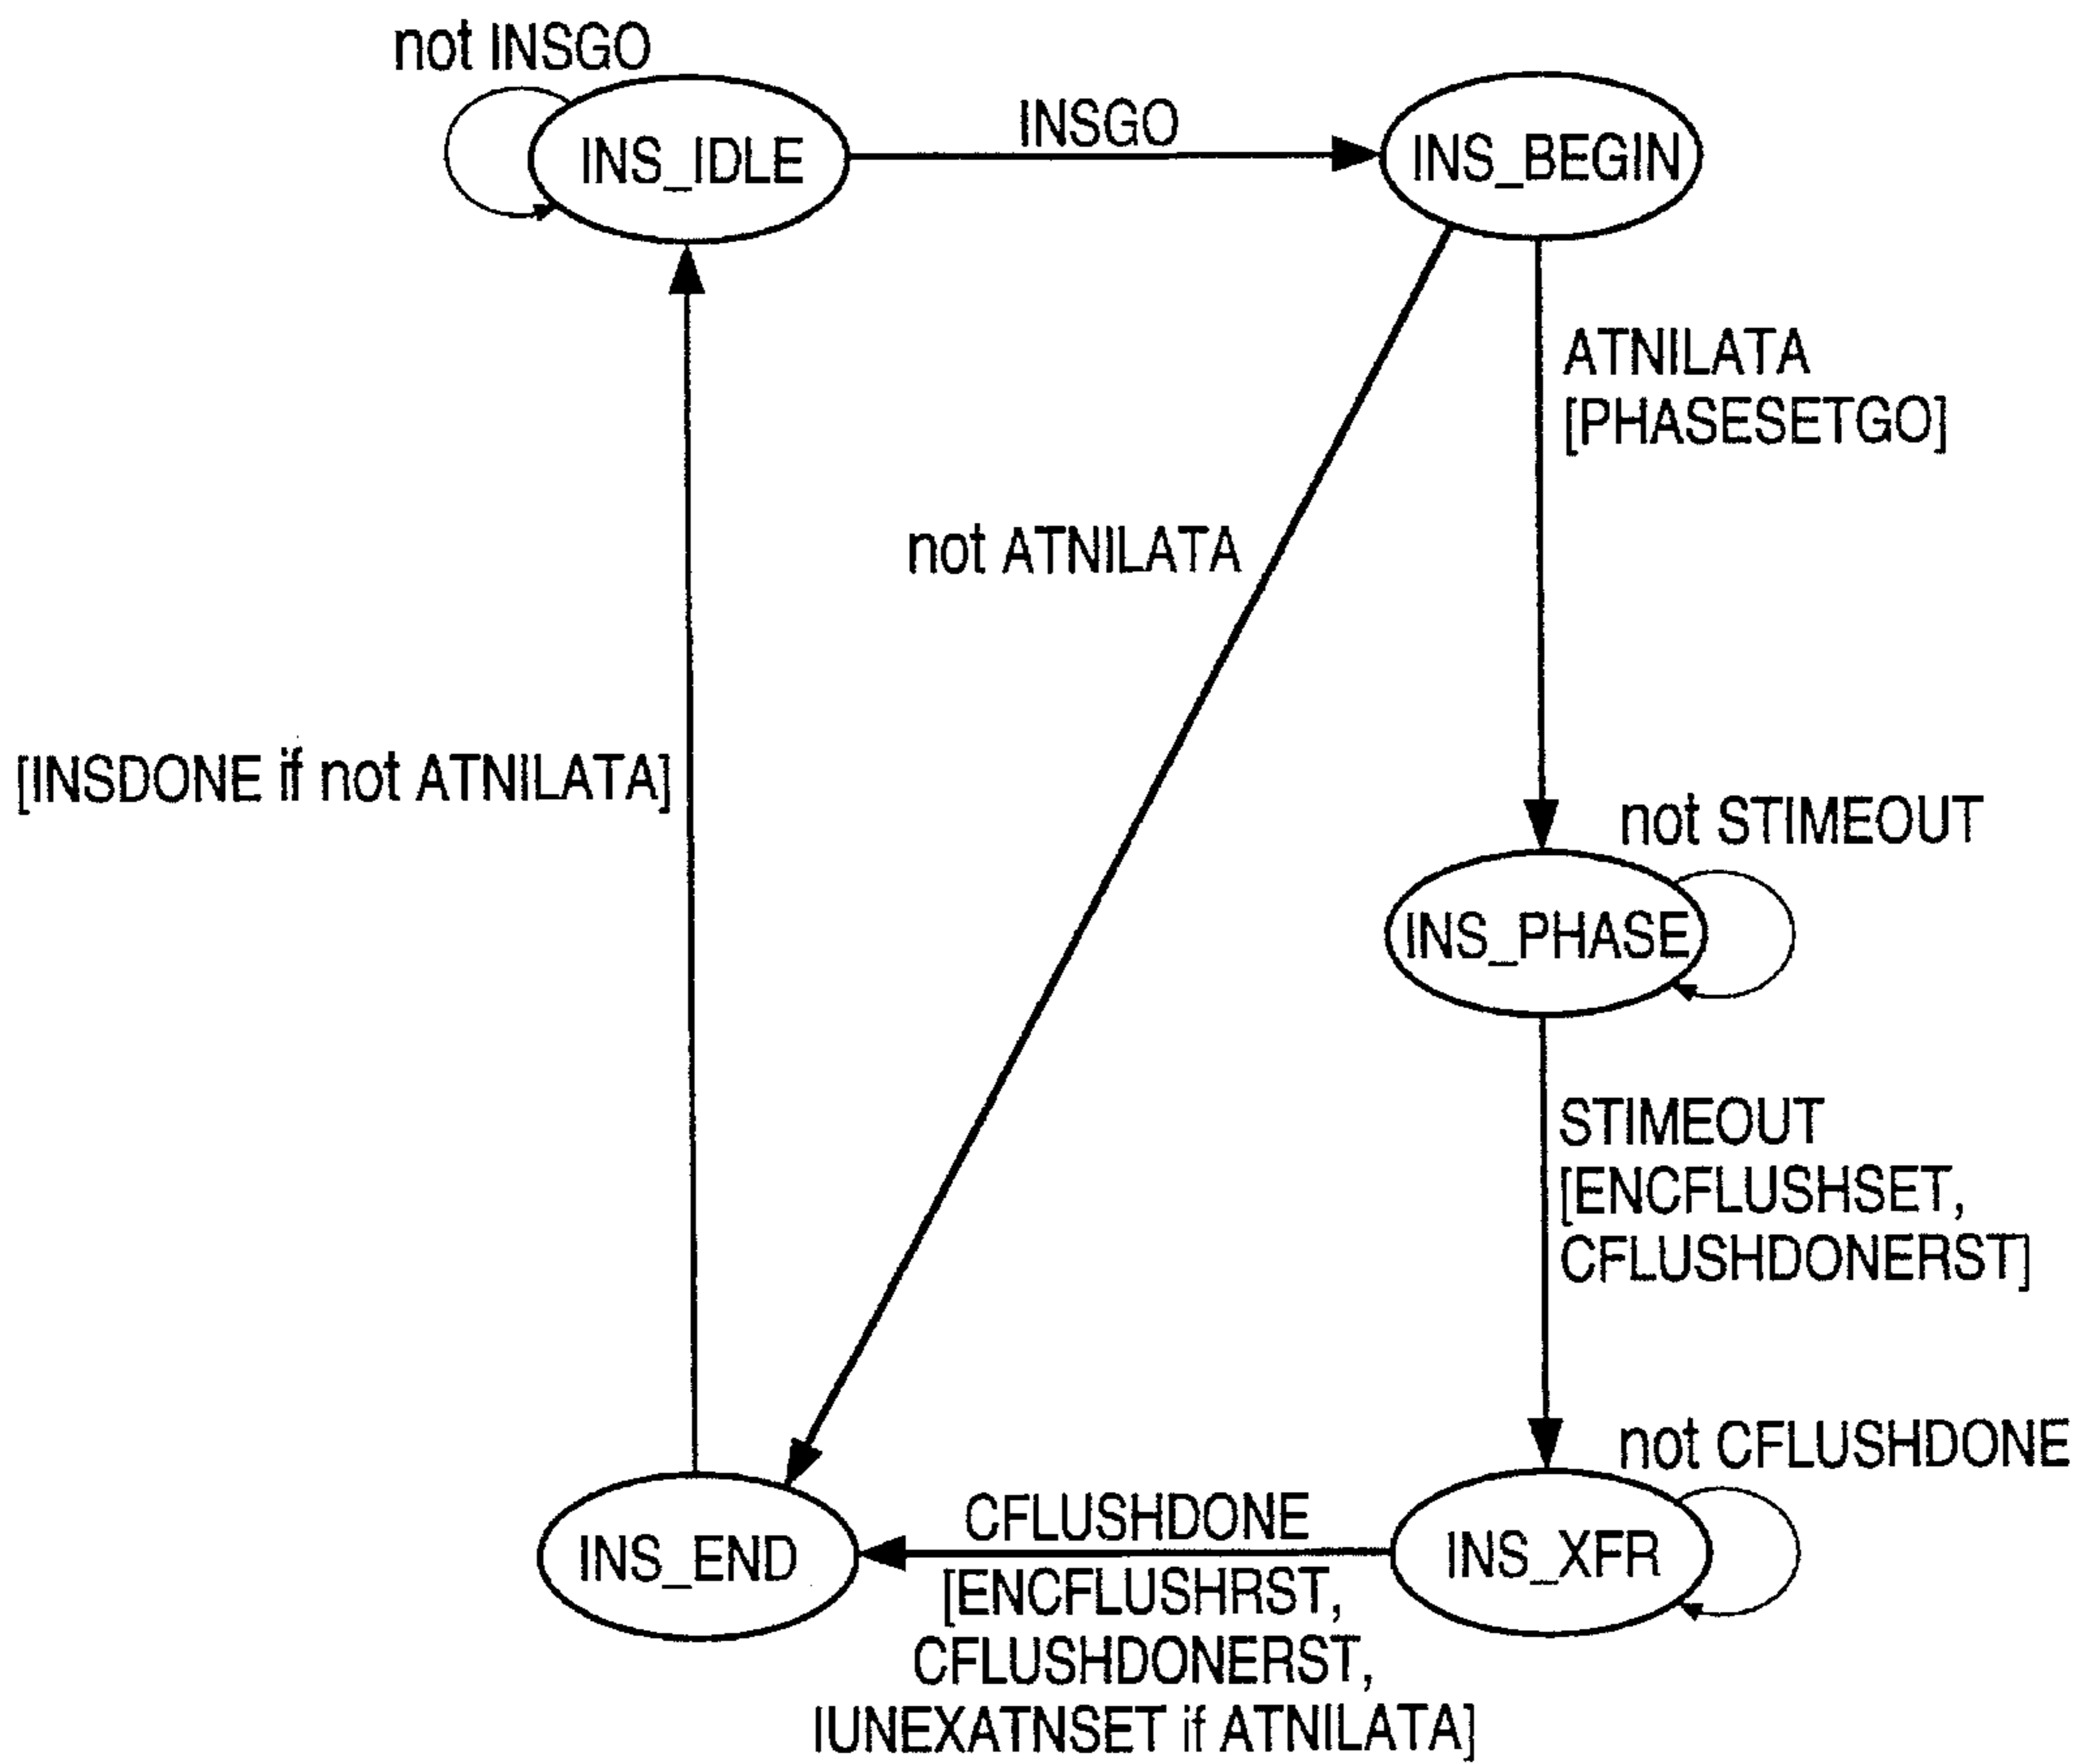 not INSGO
INS_IDLE
INSGO
INS_BEGIN
ATNILATA
[PHASESETGO]
not ATNILATA
[INSDONE if not ATNILATA]
not STIMEOUT
INS_PHASE
STIMEOUT
[ENCFLUSHSET,
CFLUSHDONERST]
not CFLUSHDONE
INS_XFR
CFLUSHDONE
[ENCFLUSHRST,
CFLUSHDONERST,
IUNEXATNSET if ATNILATA]
INS_END